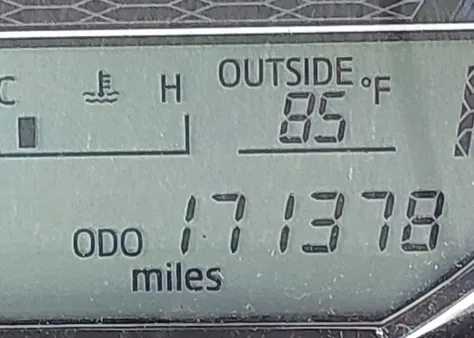 C H OUTSIDE °F
85
ODO 171378
miles